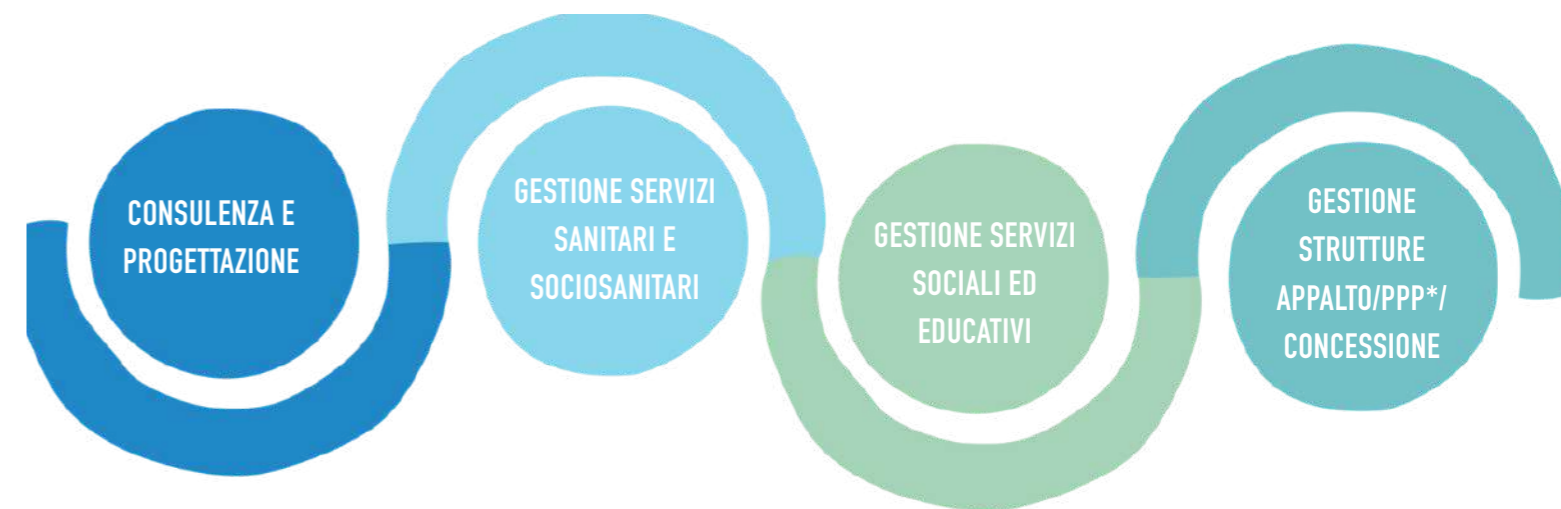 CONSULENZA E
PROGETTAZIONE
GESTIONE SERVIZI
SANITARI E
SOCIOSANITARI
GESTIONE SERVIZI
SOCIALI ED
EDUCATIVI
GESTIONE
STRUTTURE
APPALTO/PPP*/
CONCESSIONE